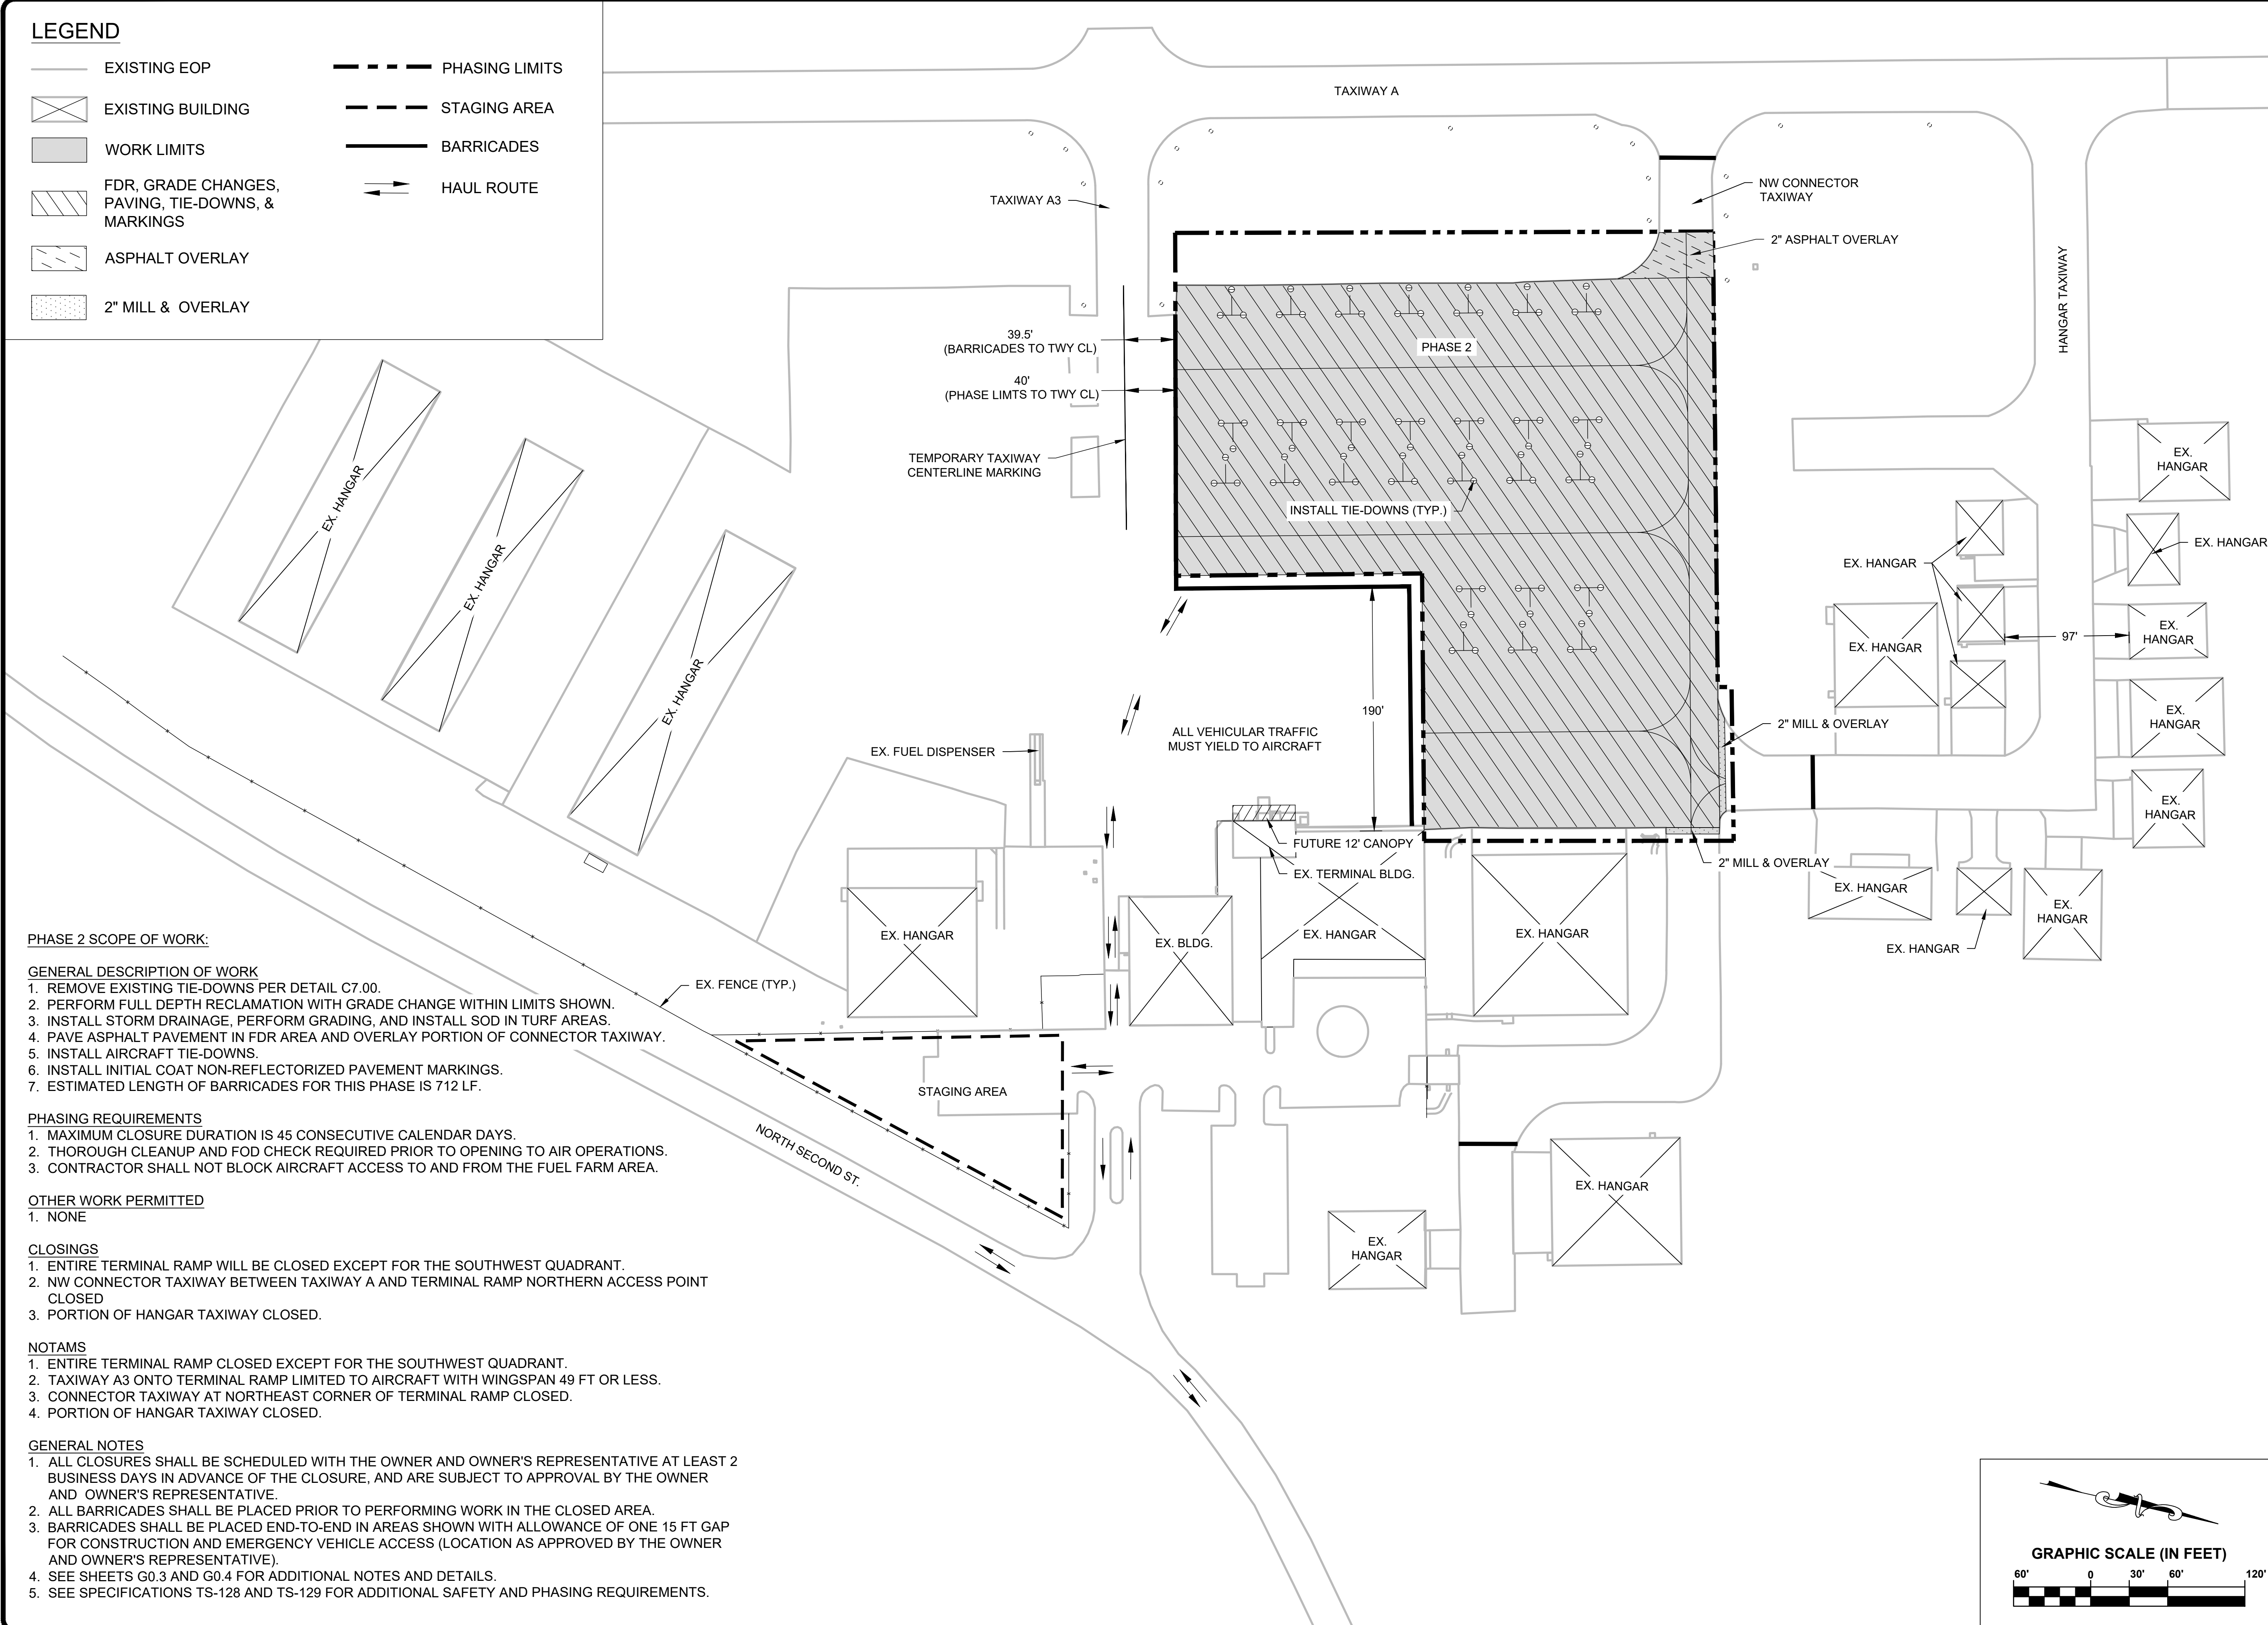 LEGEND
EXISTING EOP
EXISTING BUILDING
WORK LIMITS
FDR, GRADE CHANGES,
PAVING, TIE-DOWNS, &
MARKINGS
ASPHALT OVERLAY
2" MILL & OVERLAY
PHASING LIMITS
STAGING AREA
BARRICADES
HAUL ROUTE
TAXIWAY A
TAXIWAY A3
NW CONNECTOR
TAXIWAY
2" ASPHALT OVERLAY
HANGAR TAXIWAY
39.5'
(BARRICADES TO TWY CL)
40'
(PHASE LIMTS TO TWY CL)
TEMPORARY TAXIWAY
CENTERLINE MARKING
PHASE 2
INSTALL TIE-DOWNS (TYP.)
EX. HANGAR
EX. HANGAR
EX. HANGAR
EX.
HANGAR
EX. HANGAR
EX. HANGAR
EX.
HANGAR
97'
EX. HANGAR
EX.
HANGAR
EX.
HANGAR
190'
ALL VEHICULAR TRAFFIC
MUST YIELD TO AIRCRAFT
EX. FUEL DISPENSER
2" MILL & OVERLAY
FUTURE 12' CANOPY
EX. TERMINAL BLDG.
2" MILL & OVERLAY
EX. HANGAR
EX. HANGAR
EX.
HANGAR
EX. HANGAR
EX. BLDG.
EX. HANGAR
EX. HANGAR
EX. FENCE (TYP.)
STAGING AREA
NORTH SECOND ST.
EX. HANGAR
EX.
HANGAR
PHASE 2 SCOPE OF WORK:
GENERAL DESCRIPTION OF WORK
1. REMOVE EXISTING TIE-DOWNS PER DETAIL C7.00.
2. PERFORM FULL DEPTH RECLAMATION WITH GRADE CHANGE WITHIN LIMITS SHOWN.
3. INSTALL STORM DRAINAGE, PERFORM GRADING, AND INSTALL SOD IN TURF AREAS.
4. PAVE ASPHALT PAVEMENT IN FDR AREA AND OVERLAY PORTION OF CONNECTOR TAXIWAY.
5. INSTALL AIRCRAFT TIE-DOWNS.
6. INSTALL INITIAL COAT NON-REFLECTORIZED PAVEMENT MARKINGS.
7. ESTIMATED LENGTH OF BARRICADES FOR THIS PHASE IS 712 LF.
PHASING REQUIREMENTS
1. MAXIMUM CLOSURE DURATION IS 45 CONSECUTIVE CALENDAR DAYS.
2. THOROUGH CLEANUP AND FOD CHECK REQUIRED PRIOR TO OPENING TO AIR OPERATIONS.
3. CONTRACTOR SHALL NOT BLOCK AIRCRAFT ACCESS TO AND FROM THE FUEL FARM AREA.
OTHER WORK PERMITTED
1. NONE
CLOSINGS
1. ENTIRE TERMINAL RAMP WILL BE CLOSED EXCEPT FOR THE SOUTHWEST QUADRANT.
2. NW CONNECTOR TAXIWAY BETWEEN TAXIWAY A AND TERMINAL RAMP NORTHERN ACCESS POINT
CLOSED
3. PORTION OF HANGAR TAXIWAY CLOSED.
NOTAMS
1. ENTIRE TERMINAL RAMP CLOSED EXCEPT FOR THE SOUTHWEST QUADRANT.
2. TAXIWAY A3 ONTO TERMINAL RAMP LIMITED TO AIRCRAFT WITH WINGSPAN 49 FT OR LESS.
3. CONNECTOR TAXIWAY AT NORTHEAST CORNER OF TERMINAL RAMP CLOSED.
4. PORTION OF HANGAR TAXIWAY CLOSED.
GENERAL NOTES
1. ALL CLOSURES SHALL BE SCHEDULED WITH THE OWNER AND OWNER'S REPRESENTATIVE AT LEAST 2
BUSINESS DAYS IN ADVANCE OF THE CLOSURE, AND ARE SUBJECT TO APPROVAL BY THE OWNER
AND OWNER'S REPRESENTATIVE.
2. ALL BARRICADES SHALL BE PLACED PRIOR TO PERFORMING WORK IN THE CLOSED AREA.
3. BARRICADES SHALL BE PLACED END-TO-END IN AREAS SHOWN WITH ALLOWANCE OF ONE 15 FT GAP
FOR CONSTRUCTION AND EMERGENCY VEHICLE ACCESS (LOCATION AS APPROVED BY THE OWNER
AND OWNER'S REPRESENTATIVE).
4. SEE SHEETS G0.3 AND G0.4 FOR ADDITIONAL NOTES AND DETAILS.
5. SEE SPECIFICATIONS TS-128 AND TS-129 FOR ADDITIONAL SAFETY AND PHASING REQUIREMENTS.
GRAPHIC SCALE (IN FEET)
60' 0 30' 60' 120'